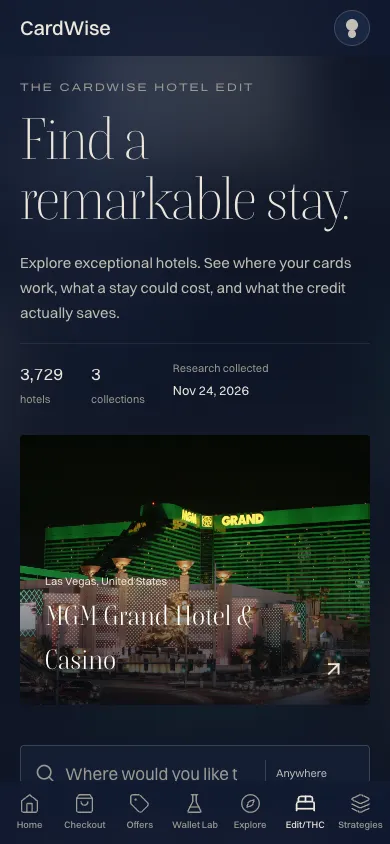 CardWise
THE CARDWISE HOTEL EDIT
Find a
remarkable stay.
Explore exceptional hotels. See where your cards
work, what a stay could cost, and what the credit
actually saves.
3,729
hotels
3
collections
Research collected
Nov 24, 2026
MGM GRAND
Las Vegas, United States
MGM Grand Hotel &
Casino
Where would you like t
Anywhere
Home
Checkout
Offers
Wallet Lab
Explore
Edit/THC
Strategies